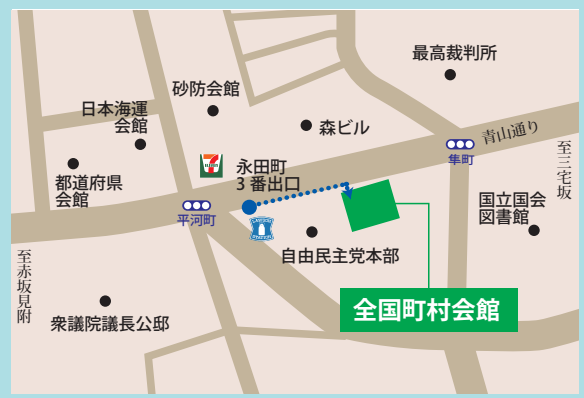 最高裁判所
砂防会館
日本海運
会館
森ビル
青山通り
隼町
至三宅坂
都道府県
会館
永田町
3 番出口
平河町
国立国会
図書館
自由民主党本部
至赤坂見附
全国町村会館
衆議院議長公邸